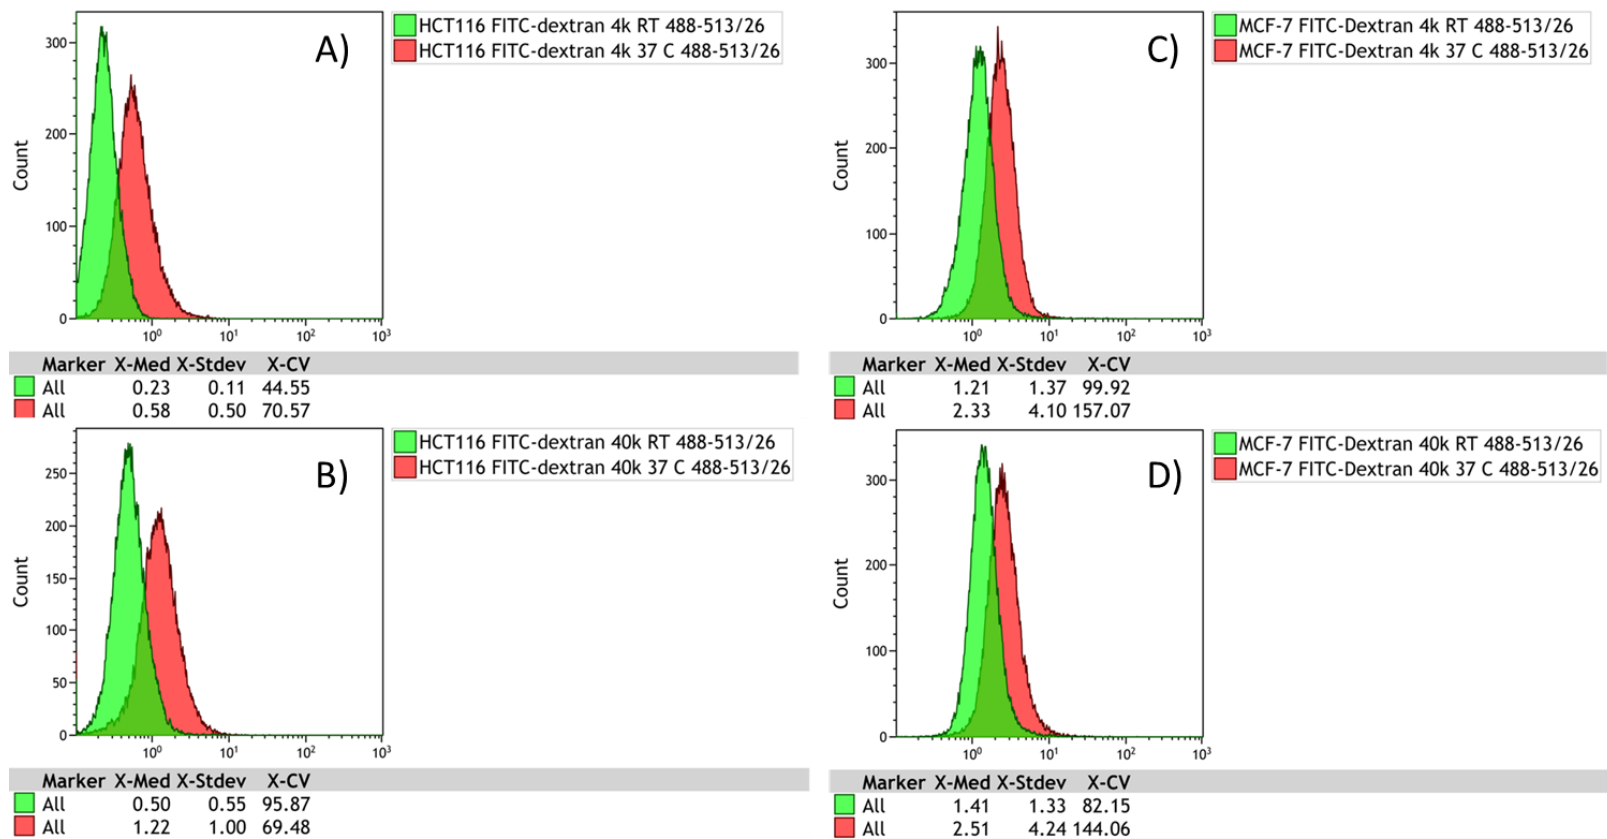 HCT116 FITC-dextran 4k RT 488-513/26
HCT116 FITC-dextran 4k 37 C 488-513/26
A)
300
200
100
0
Count
10⁰ 10¹ 10² 10³
Marker X-Med X-Stdev X-CV
All 0.23 0.11 44.55
All 0.58 0.50 70.57
HCT116 FITC-dextran 40k RT 488-513/26
HCT116 FITC-dextran 40k 37 C 488-513/26
B)
250
200
150
100
50
0
Count
10⁰ 10¹ 10² 10³
Marker X-Med X-Stdev X-CV
All 0.50 0.55 95.87
All 1.22 1.00 69.48
MCF-7 FITC-Dextran 4k RT 488-513/26
MCF-7 FITC-Dextran 4k 37 C 488-513/26
C)
300
200
100
0
Count
10⁰ 10¹ 10² 10³
Marker X-Med X-Stdev X-CV
All 1.21 1.37 99.92
All 2.33 4.10 157.07
MCF-7 FITC-Dextran 40k RT 488-513/26
MCF-7 FITC-Dextran 40k 37 C 488-513/26
D)
300
200
100
0
Count
10⁰ 10¹ 10² 10³
Marker X-Med X-Stdev X-CV
All 1.41 1.33 82.15
All 2.51 4.24 144.06